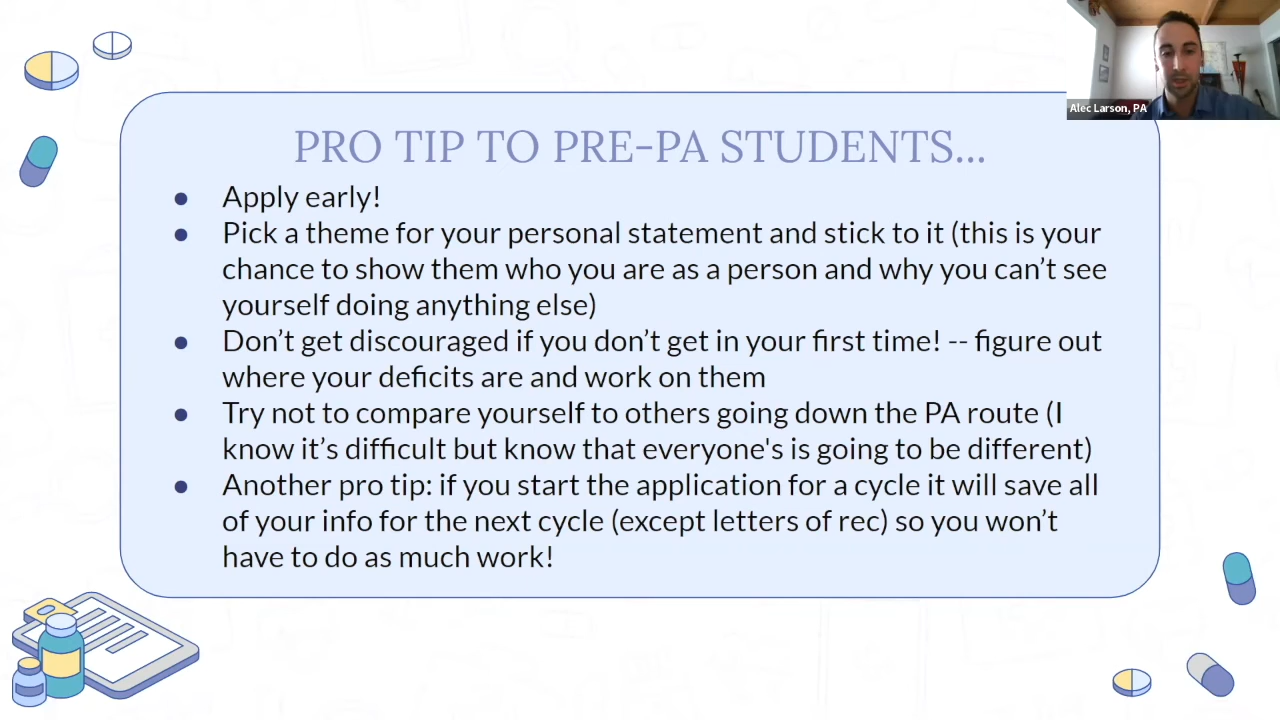 Alec Larson, PA
PRO TIP TO PRE-PA STUDENTS...
● Apply early!
● Pick a theme for your personal statement and stick to it (this is your
chance to show them who you are as a person and why you can’t see
yourself doing anything else)
● Don’t get discouraged if you don’t get in your first time! -- figure out
where your deficits are and work on them
● Try not to compare yourself to others going down the PA route (I
know it’s difficult but know that everyone's is going to be different)
● Another pro tip: if you start the application for a cycle it will save all
of your info for the next cycle (except letters of rec) so you won’t
have to do as much work!